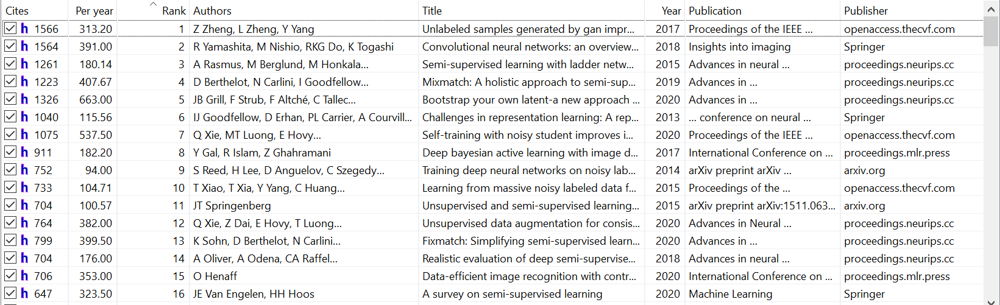 Cites Per year Rank Authors Title Year Publication Publisher
h 1566 313.20 1 Z Zheng, L Zheng, Y Yang Unlabeled samples generated by gan impr... 2017 Proceedings of the IEEE ... openaccess.thecvf.com
h 1564 391.00 2 R Yamashita, M Nishio, RKG Do, K Togashi Convolutional neural networks: an overview... 2018 Insights into imaging Springer
h 1261 180.14 3 A Rasmus, M Berglund, M Honkala... Semi-supervised learning with ladder netw... 2015 Advances in neural ... proceedings.neurips.cc
h 1223 407.67 4 D Berthelot, N Carlini, I Goodfellow... Mixmatch: A holistic approach to semi-sup... 2019 Advances in ... proceedings.neurips.cc
h 1326 663.00 5 JB Grill, F Strub, F Altché, C Tallec... Bootstrap your own latent-a new approach ... 2020 Advances in ... proceedings.neurips.cc
h 1040 115.56 6 IJ Goodfellow, D Erhan, PL Carrier, A Courvill... Challenges in representation learning: A rep... 2013 ... conference on neural ... Springer
h 1075 537.50 7 Q Xie, MT Luong, E Hovy... Self-training with noisy student improves i... 2020 Proceedings of the IEEE ... openaccess.thecvf.com
h 911 182.20 8 Y Gal, R Islam, Z Ghahramani Deep bayesian active learning with image d... 2017 International Conference on ... proceedings.mlr.press
h 752 94.00 9 S Reed, H Lee, D Anguelov, C Szegedy... Training deep neural networks on noisy lab... 2014 arXiv preprint arXiv ... arxiv.org
h 733 104.71 10 T Xiao, T Xia, Y Yang, C Huang... Learning from massive noisy labeled data f... 2015 Proceedings of the ... openaccess.thecvf.com
h 704 100.57 11 JT Springenberg Unsupervised and semi-supervised learning... 2015 arXiv preprint arXiv:1511.063... arxiv.org
h 764 382.00 12 Q Xie, Z Dai, E Hovy, T Luong... Unsupervised data augmentation for consis... 2020 Advances in Neural ... proceedings.neurips.cc
h 799 399.50 13 K Sohn, D Berthelot, N Carlini... Fixmatch: Simplifying semi-supervised learn... 2020 Advances in ... proceedings.neurips.cc
h 704 176.00 14 A Oliver, A Odena, CA Raffel... Realistic evaluation of deep semi-supervise... 2018 Advances in neural ... proceedings.neurips.cc
h 706 353.00 15 O Henaff Data-efficient image recognition with contr... 2020 International Conference on ... proceedings.mlr.press
h 647 323.50 16 JE Van Engelen, HH Hoos A survey on semi-supervised learning 2020 Machine Learning Springer